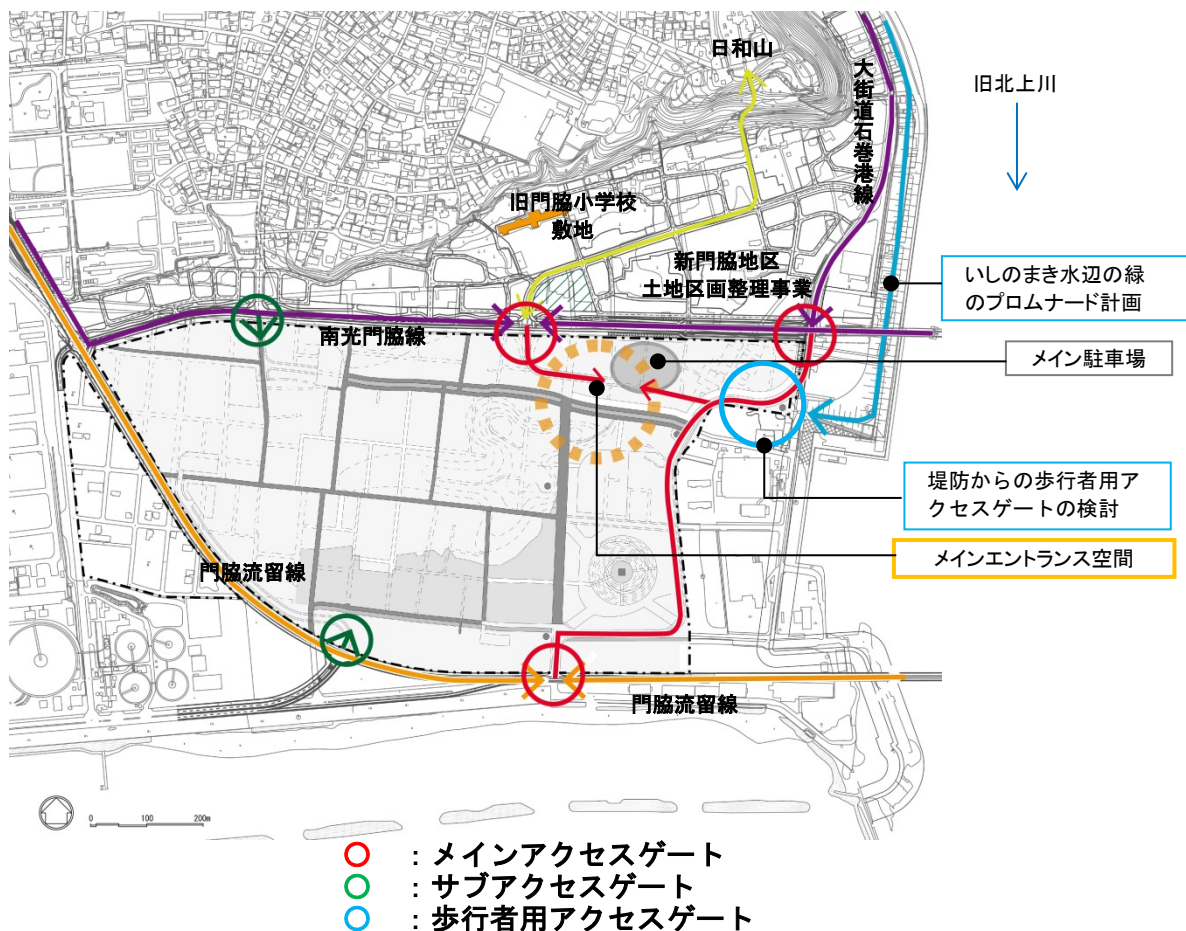 日和山
大街道石巻港線
旧北上川
旧門脇小学校
敷地
新門脇地区
土地区画整理事業
いしのまき水辺の緑
のプロムナード計画
南光門脇線
メイン駐車場
堤防からの歩行者用ア
クセスゲートの検討
メインエントランス空間
門脇流留線
門脇流留線
0 100 200m
：メインアクセスゲート
：サブアクセスゲート
：歩行者用アクセスゲート